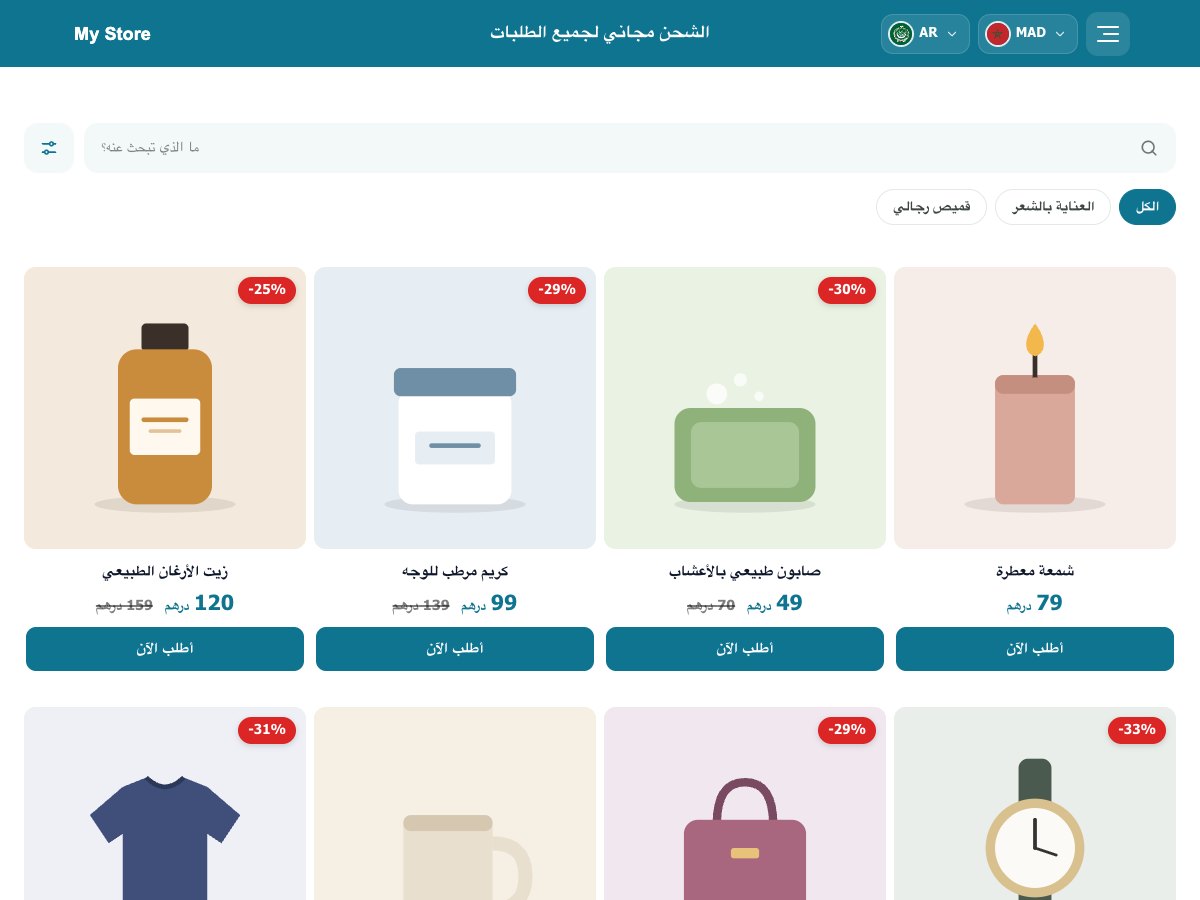 My Store
الشحن مجاني لجميع الطلبات
AR
MAD
ما الذي تبحث عنه؟
الكل
العناية بالشعر
قميص رجالي
-30%
-29%
-25%
شمعة معطرة
79 درهم
أطلب الآن
صابون طبيعي بالأعشاب
49 درهم 70 درهم
أطلب الآن
كريم مرطب للوجه
99 درهم 139 درهم
أطلب الآن
زيت الأرغان الطبيعي
120 درهم 159 درهم
أطلب الآن
-33%
-29%
-31%